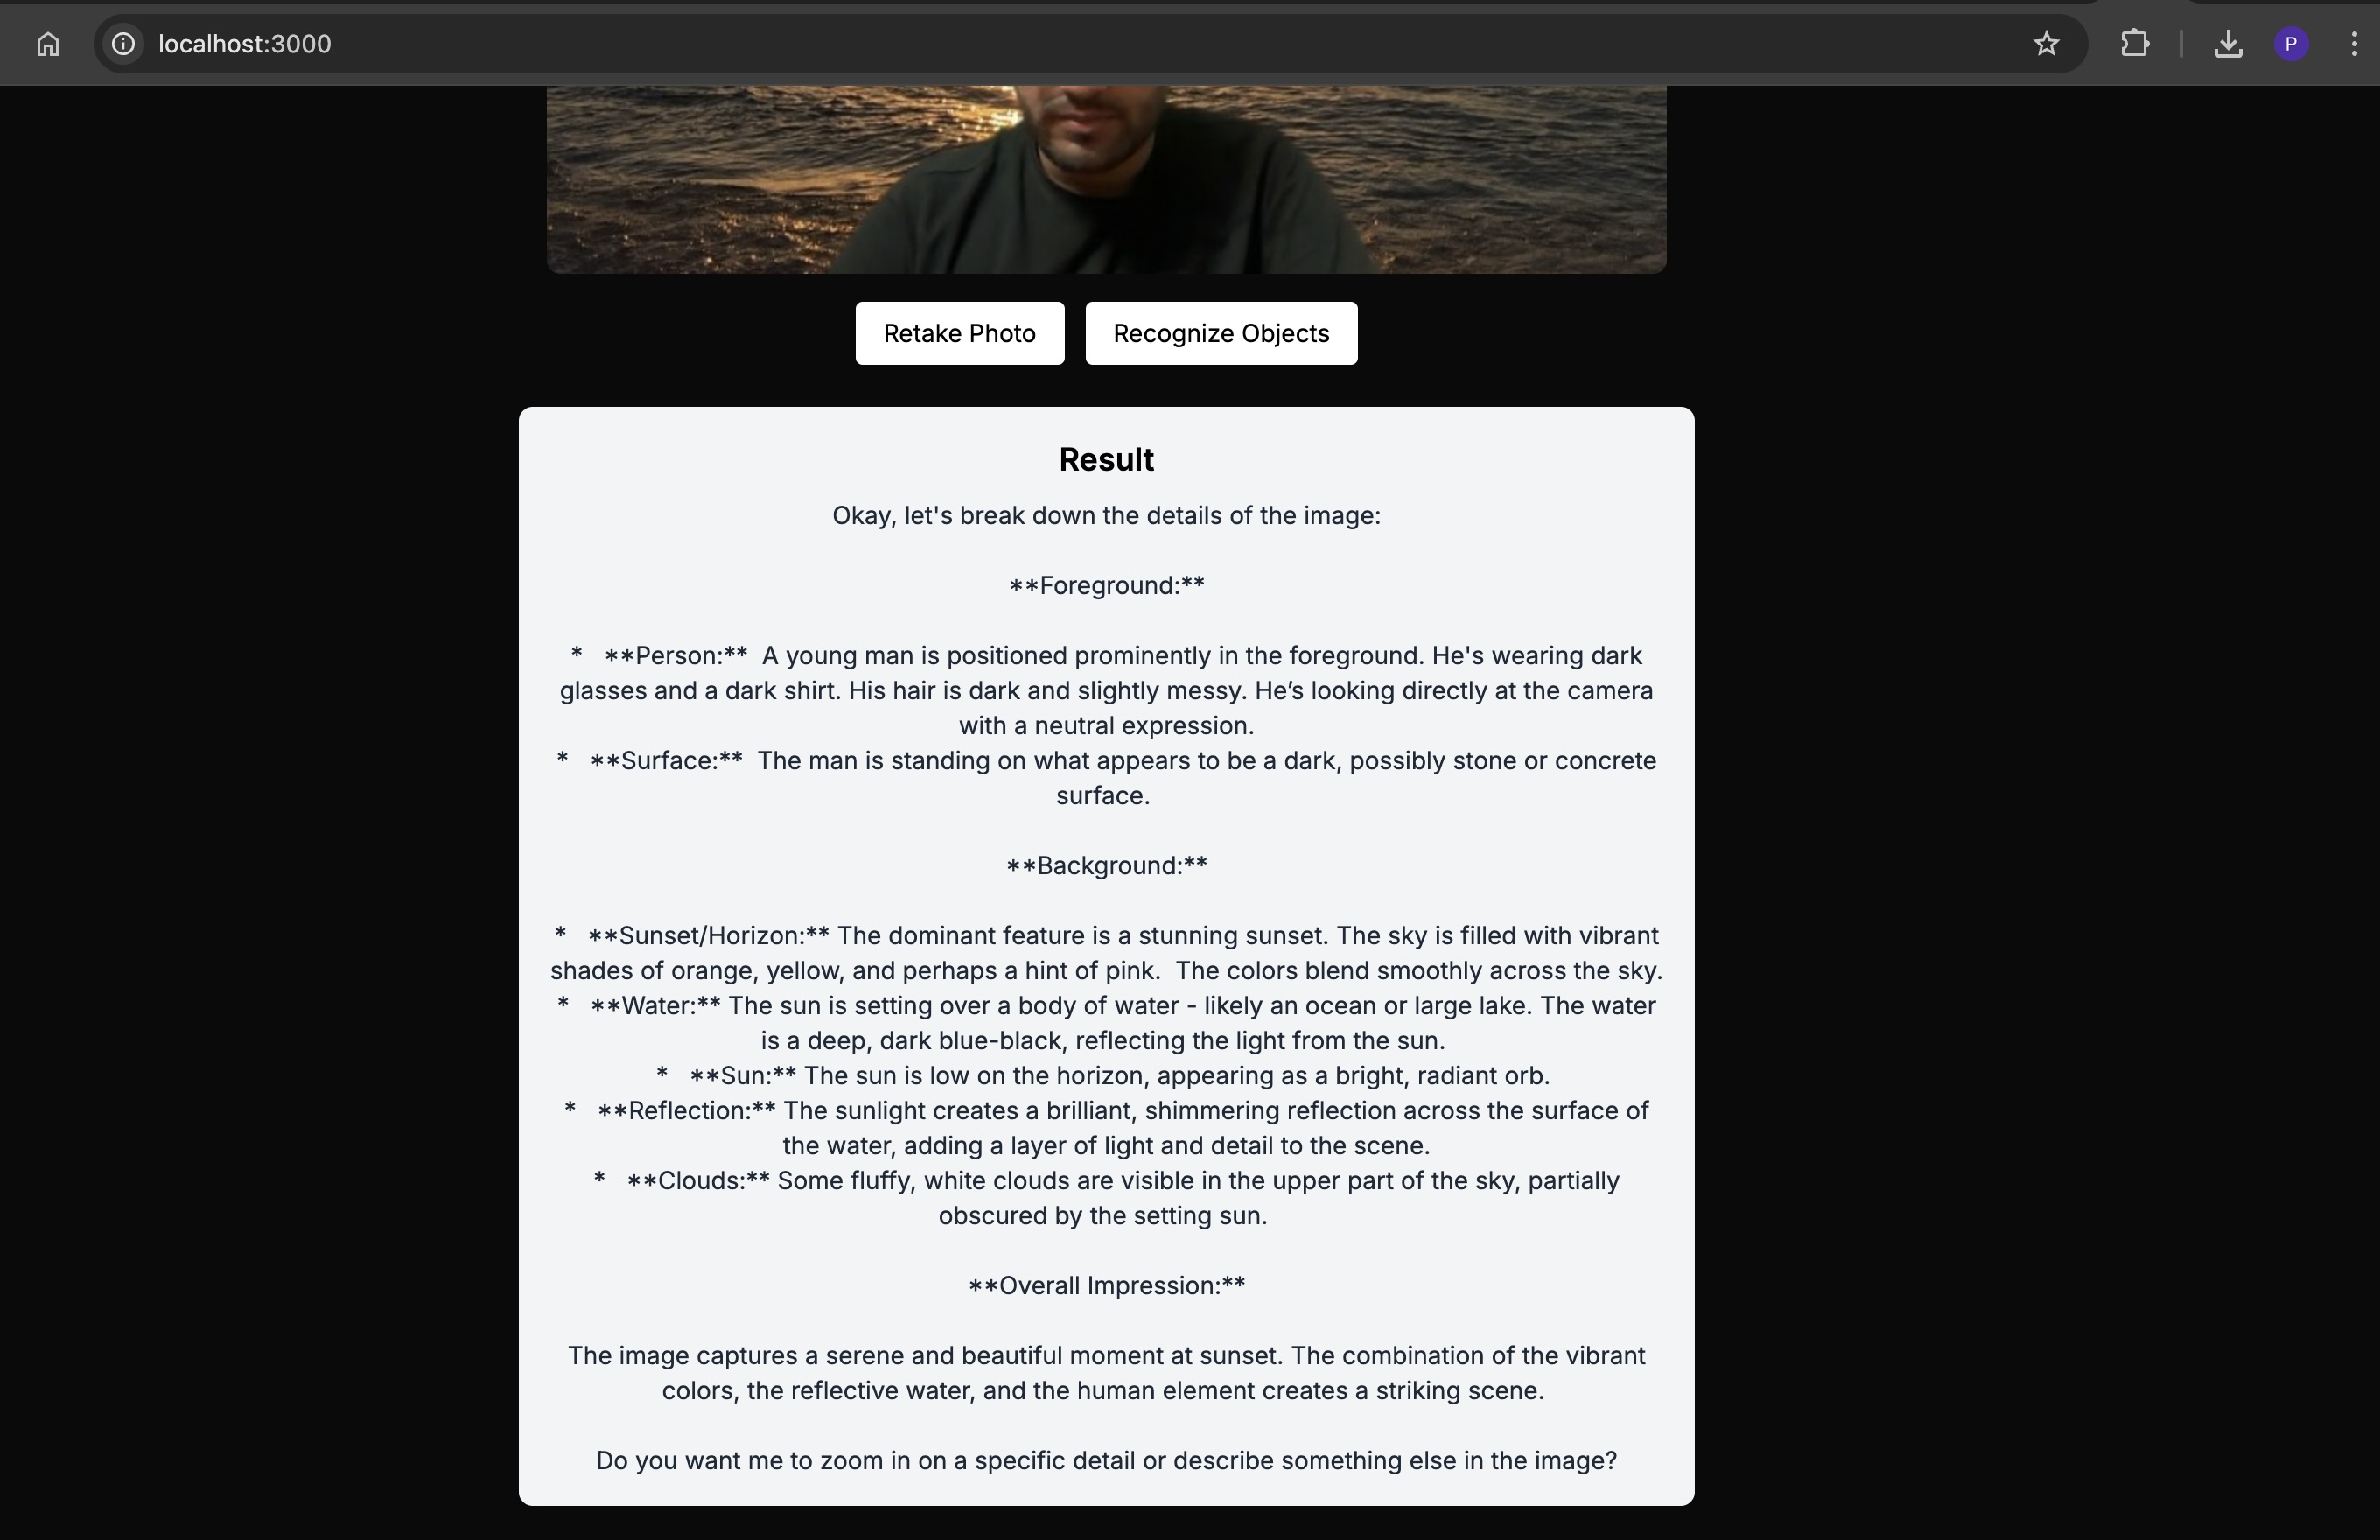 localhost:3000
P
Retake Photo
Recognize Objects
Result
Okay, let's break down the details of the image:
**Foreground:**
*   **Person:**  A young man is positioned prominently in the foreground. He's wearing dark
glasses and a dark shirt. His hair is dark and slightly messy. He’s looking directly at the camera
with a neutral expression.
*   **Surface:**  The man is standing on what appears to be a dark, possibly stone or concrete
surface.
**Background:**
*   **Sunset/Horizon:** The dominant feature is a stunning sunset. The sky is filled with vibrant
shades of orange, yellow, and perhaps a hint of pink.  The colors blend smoothly across the sky.
*   **Water:** The sun is setting over a body of water - likely an ocean or large lake. The water
is a deep, dark blue-black, reflecting the light from the sun.
*   **Sun:** The sun is low on the horizon, appearing as a bright, radiant orb.
*   **Reflection:** The sunlight creates a brilliant, shimmering reflection across the surface of
the water, adding a layer of light and detail to the scene.
*   **Clouds:** Some fluffy, white clouds are visible in the upper part of the sky, partially
obscured by the setting sun.
**Overall Impression:**
The image captures a serene and beautiful moment at sunset. The combination of the vibrant
colors, the reflective water, and the human element creates a striking scene.
Do you want me to zoom in on a specific detail or describe something else in the image?